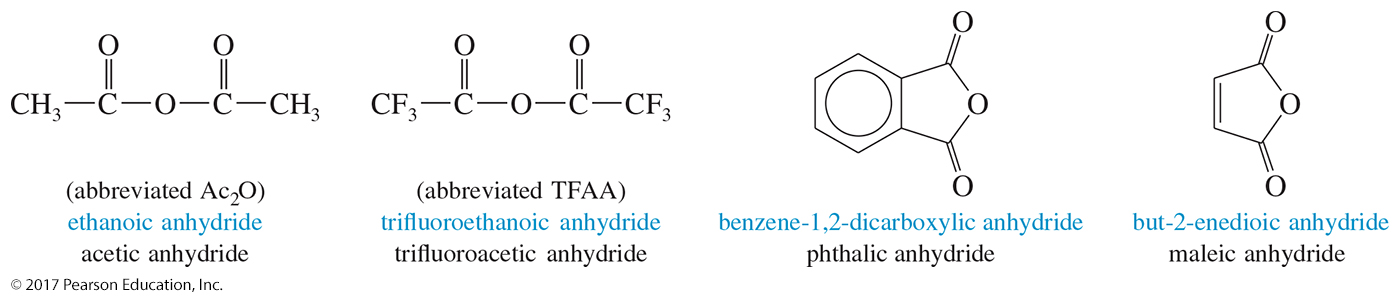 O O O O O O
CH₃—C—O—C—CH₃ CF₃—C—O—C—CF₃ O O
O O
(abbreviated Ac₂O) (abbreviated TFAA)
ethanoic anhydride trifluoroethanoic anhydride benzene-1,2-dicarboxylic anhydride but-2-enedioic anhydride
acetic anhydride trifluoroacetic anhydride phthalic anhydride maleic anhydride
© 2017 Pearson Education, Inc.